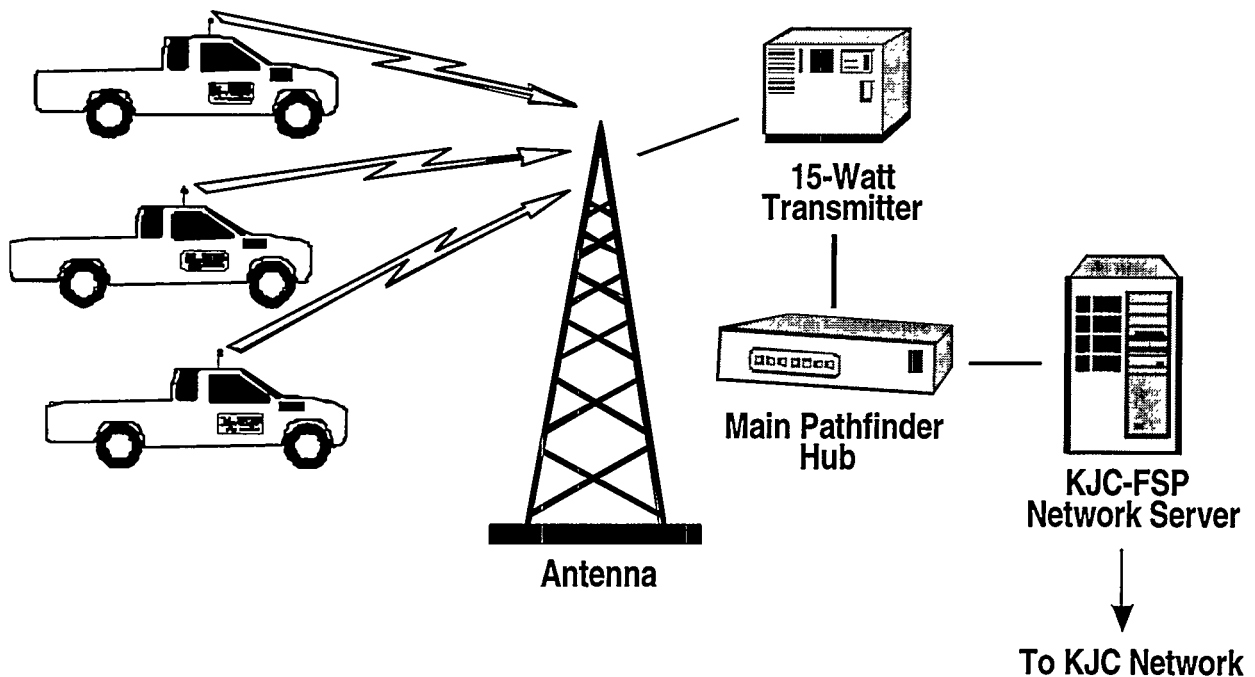 15-Watt
Transmitter
Main Pathfinder
Hub
KJC-FSP
Network Server
Antenna
To KJC Network